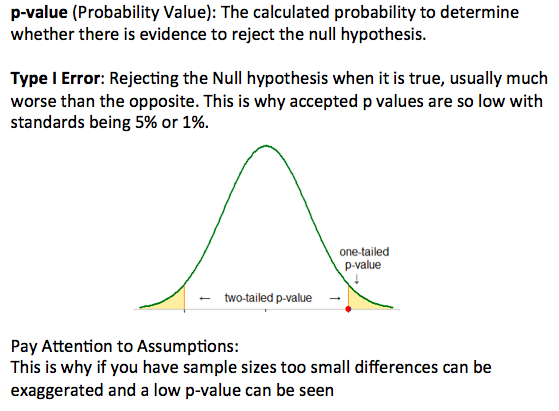 p-value (Probability Value): The calculated probability to determine
whether there is evidence to reject the null hypothesis.
Type I Error: Rejecting the Null hypothesis when it is true, usually much
worse than the opposite. This is why accepted p values are so low with
standards being 5% or 1%.
one-tailed
p-value
↓
← two-tailed p-value →
Pay Attention to Assumptions:
This is why if you have sample sizes too small differences can be
exaggerated and a low p-value can be seen